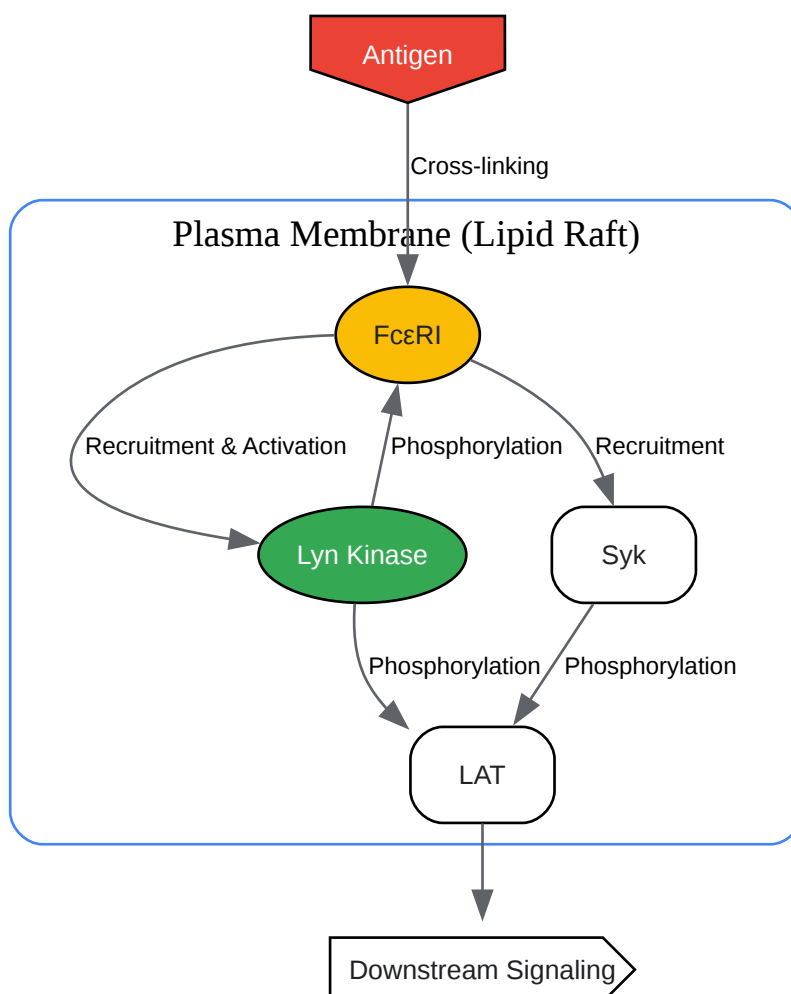 Antigen
Cross-linking
Plasma Membrane (Lipid Raft)
FcεRI
Recruitment & Activation
Phosphorylation
Recruitment
Lyn Kinase
Syk
Phosphorylation
Phosphorylation
LAT
Downstream Signaling